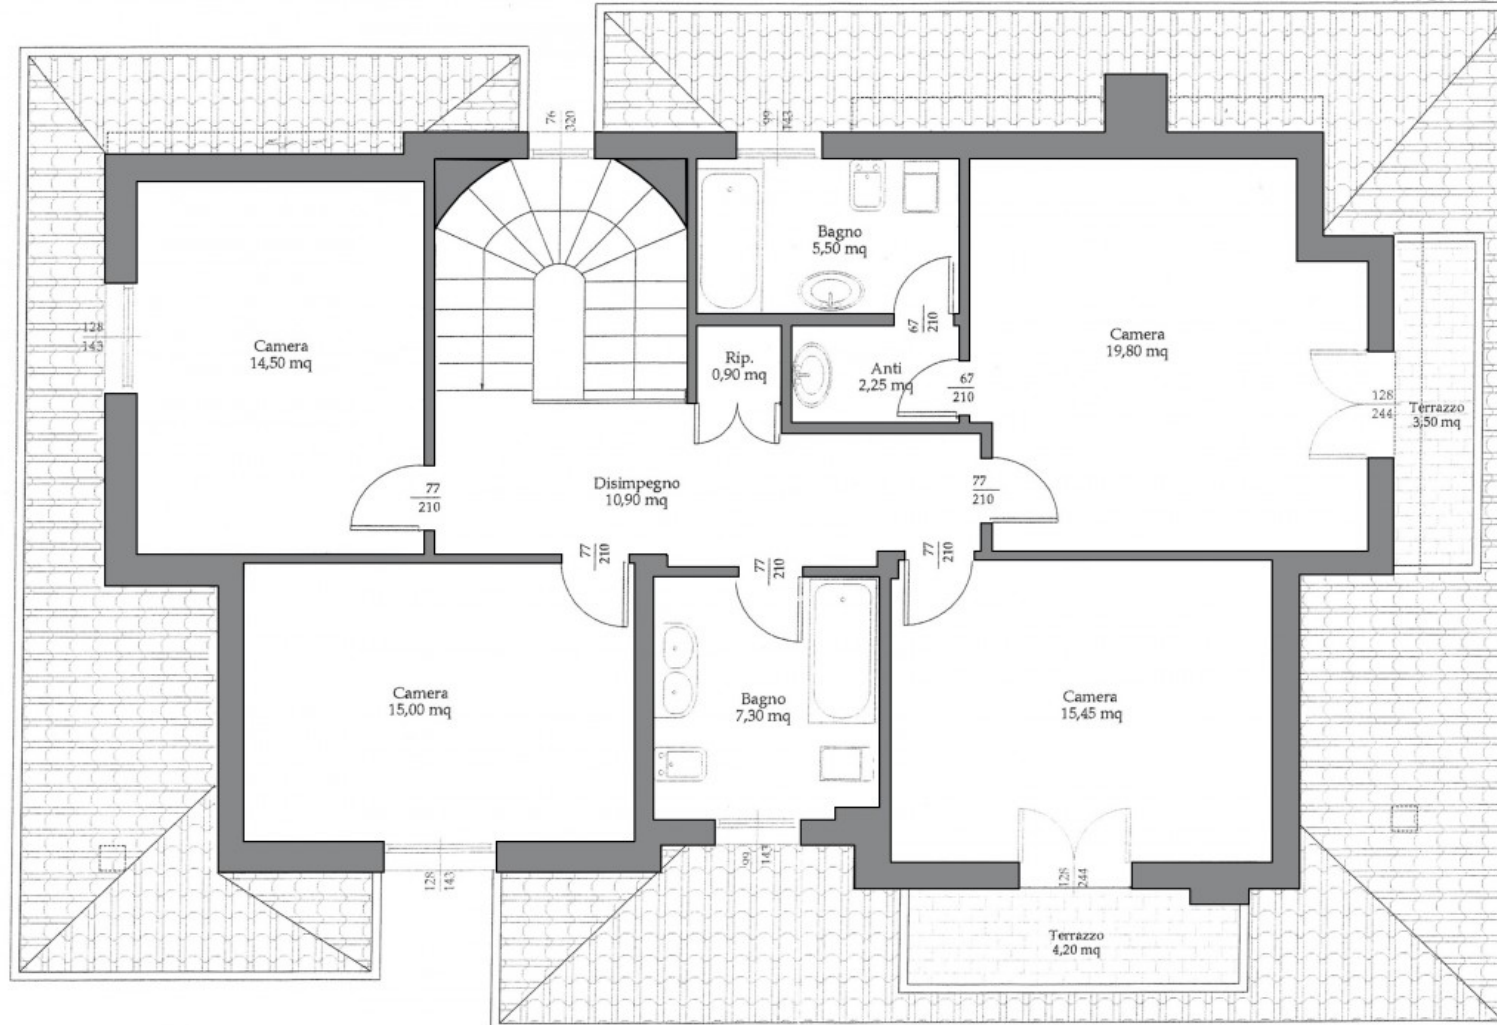 76
320
99
143
Bagno
5,50 mq
128
143
Camera
14,50 mq
67
210
Camera
19,80 mq
Rip.
0,90 mq
Anti
2,25 mq
67
210
128
244
Terrazzo
3,50 mq
77
210
Disimpegno
10,90 mq
77
210
77
210
77
210
77
210
Camera
15,00 mq
Bagno
7,30 mq
Camera
15,45 mq
128
143
99
143
128
244
Terrazzo
4,20 mq